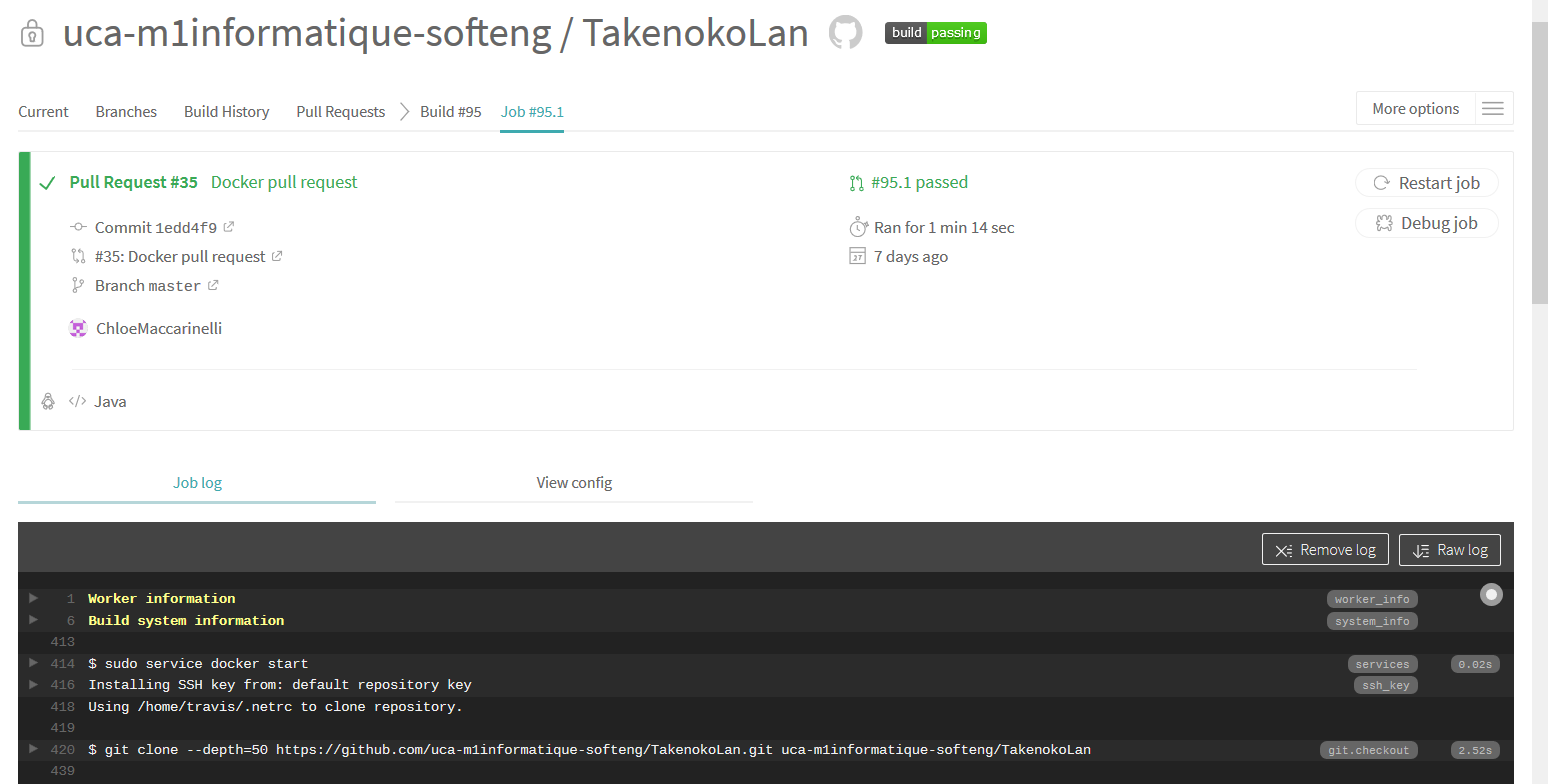 uca-m1informatique-softeng / TakenokoLan build passing
Current Branches Build History Pull Requests Build #95 Job #95.1 More options
Pull Request #35 Docker pull request #95.1 passed Restart job
Commit 1edd4f9 Ran for 1 min 14 sec Debug job
#35: Docker pull request 7 days ago
Branch master
ChloeMaccarinelli
</> Java
Job log View config
Remove log Raw log
1 Worker information worker_info
6 Build system information system_info
413
414 $ sudo service docker start services 0.02s
416 Installing SSH key from: default repository key ssh_key
418 Using /home/travis/.netrc to clone repository.
419
420 $ git clone --depth=50 https://github.com/uca-m1informatique-softeng/TakenokoLan.git uca-m1informatique-softeng/TakenokoLan git.checkout 2.52s
439